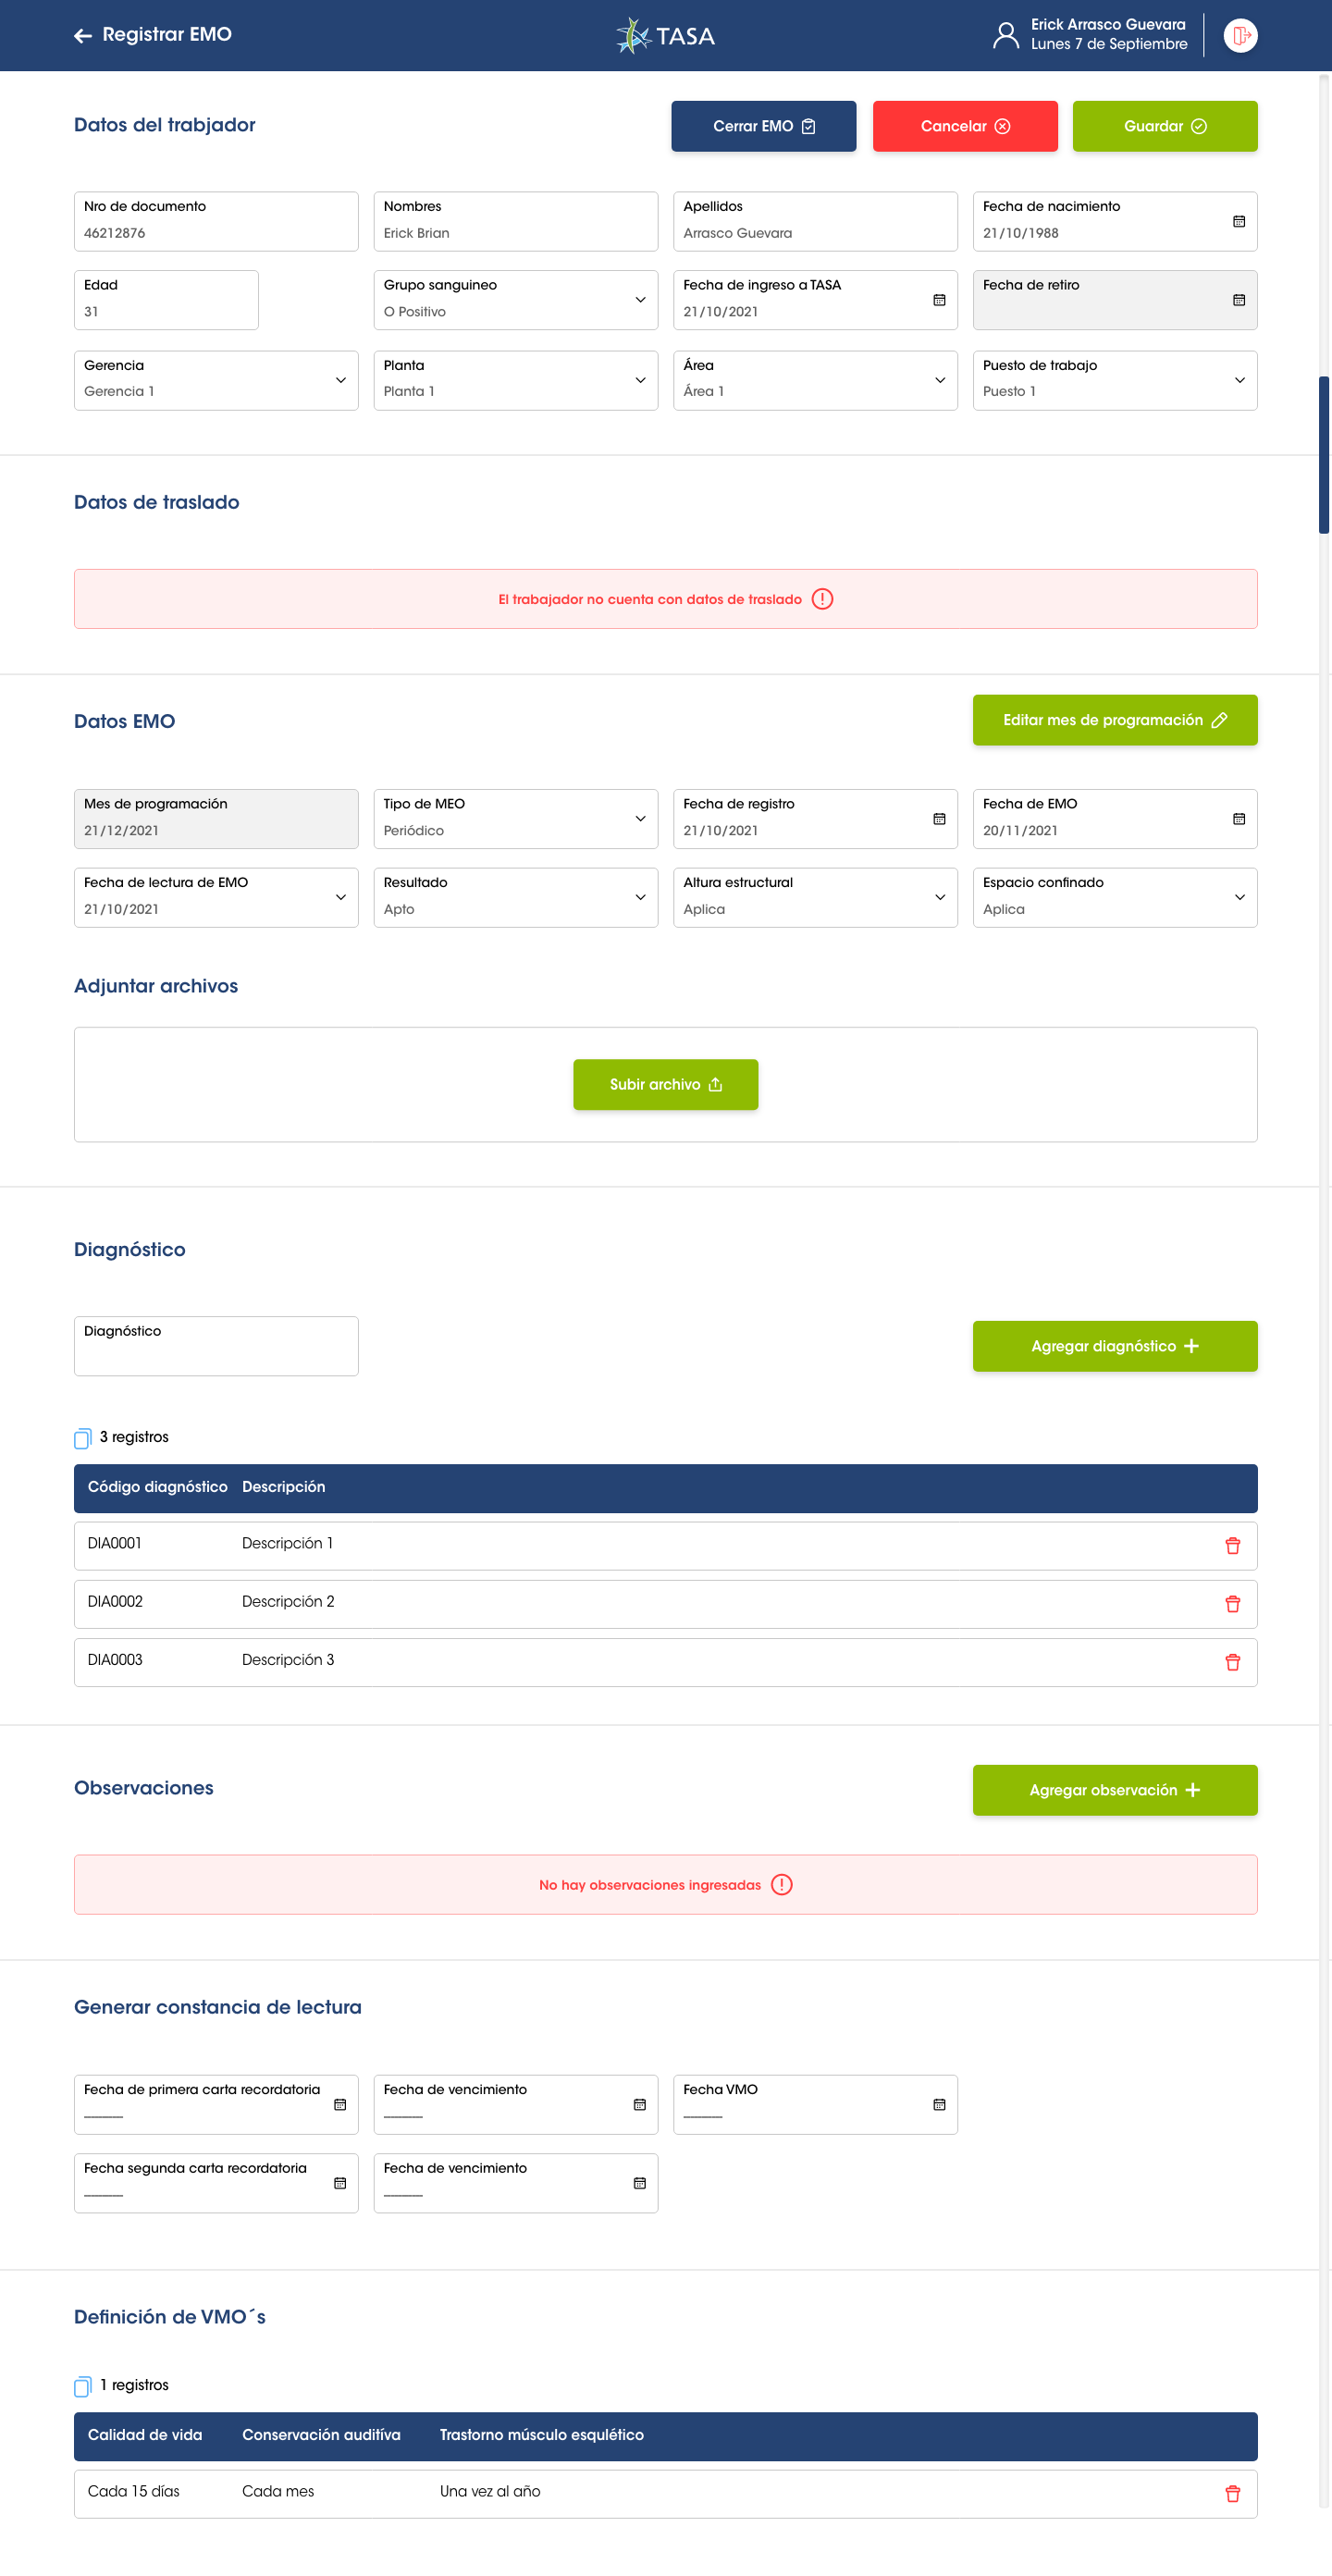 Registrar EMO
TASA
Erick Arrasco Guevara
Lunes 7 de Septiembre
Datos del trabjador
Cerrar EMO
Cancelar
Guardar
Nro de documento
46212876
Nombres
Erick Brian
Apellidos
Arrasco Guevara
Fecha de nacimiento
21/10/1988
Edad
31
Grupo sanguineo
O Positivo
Fecha de ingreso a TASA
21/10/2021
Fecha de retiro
Gerencia
Gerencia 1
Planta
Planta 1
Área
Área 1
Puesto de trabajo
Puesto 1
Datos de traslado
El trabajador no cuenta con datos de traslado
Datos EMO
Editar mes de programación
Mes de programación
21/12/2021
Tipo de MEO
Periódico
Fecha de registro
21/10/2021
Fecha de EMO
20/11/2021
Fecha de lectura de EMO
21/10/2021
Resultado
Apto
Altura estructural
Aplica
Espacio confinado
Aplica
Adjuntar archivos
Subir archivo
Diagnóstico
Diagnóstico
Agregar diagnóstico
3 registros
Código diagnóstico Descripción
DIA0001 Descripción 1
DIA0002 Descripción 2
DIA0003 Descripción 3
Observaciones
Agregar observación
No hay observaciones ingresadas
Generar constancia de lectura
Fecha de primera carta recordatoria
Fecha de vencimiento
Fecha VMO
Fecha segunda carta recordatoria
Fecha de vencimiento
Definición de VMO´s
1 registros
Calidad de vida Conservación auditíva Trastorno músculo esqulético
Cada 15 días Cada mes Una vez al año